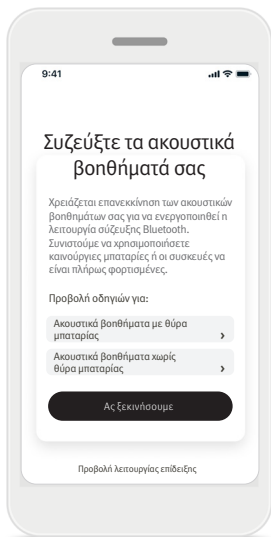 9:41
Συζεύξτε τα ακουστικά
βοηθήματά σας
Χρειάζεται επανεκκίνηση των ακουστικών
βοηθημάτων σας για να ενεργοποιηθεί η
λειτουργία σύζευξης Bluetooth.
Συνιστούμε να χρησιμοποιήσετε
καινούργιες μπαταρίες ή οι συσκευές να
είναι πλήρως φορτισμένες.
Προβολή οδηγιών για:
Ακουστικά βοηθήματα με θύρα
μπαταρίας
Ακουστικά βοηθήματα χωρίς
θύρα μπαταρίας
Ας ξεκινήσουμε
Προβολή λειτουργίας επίδειξης